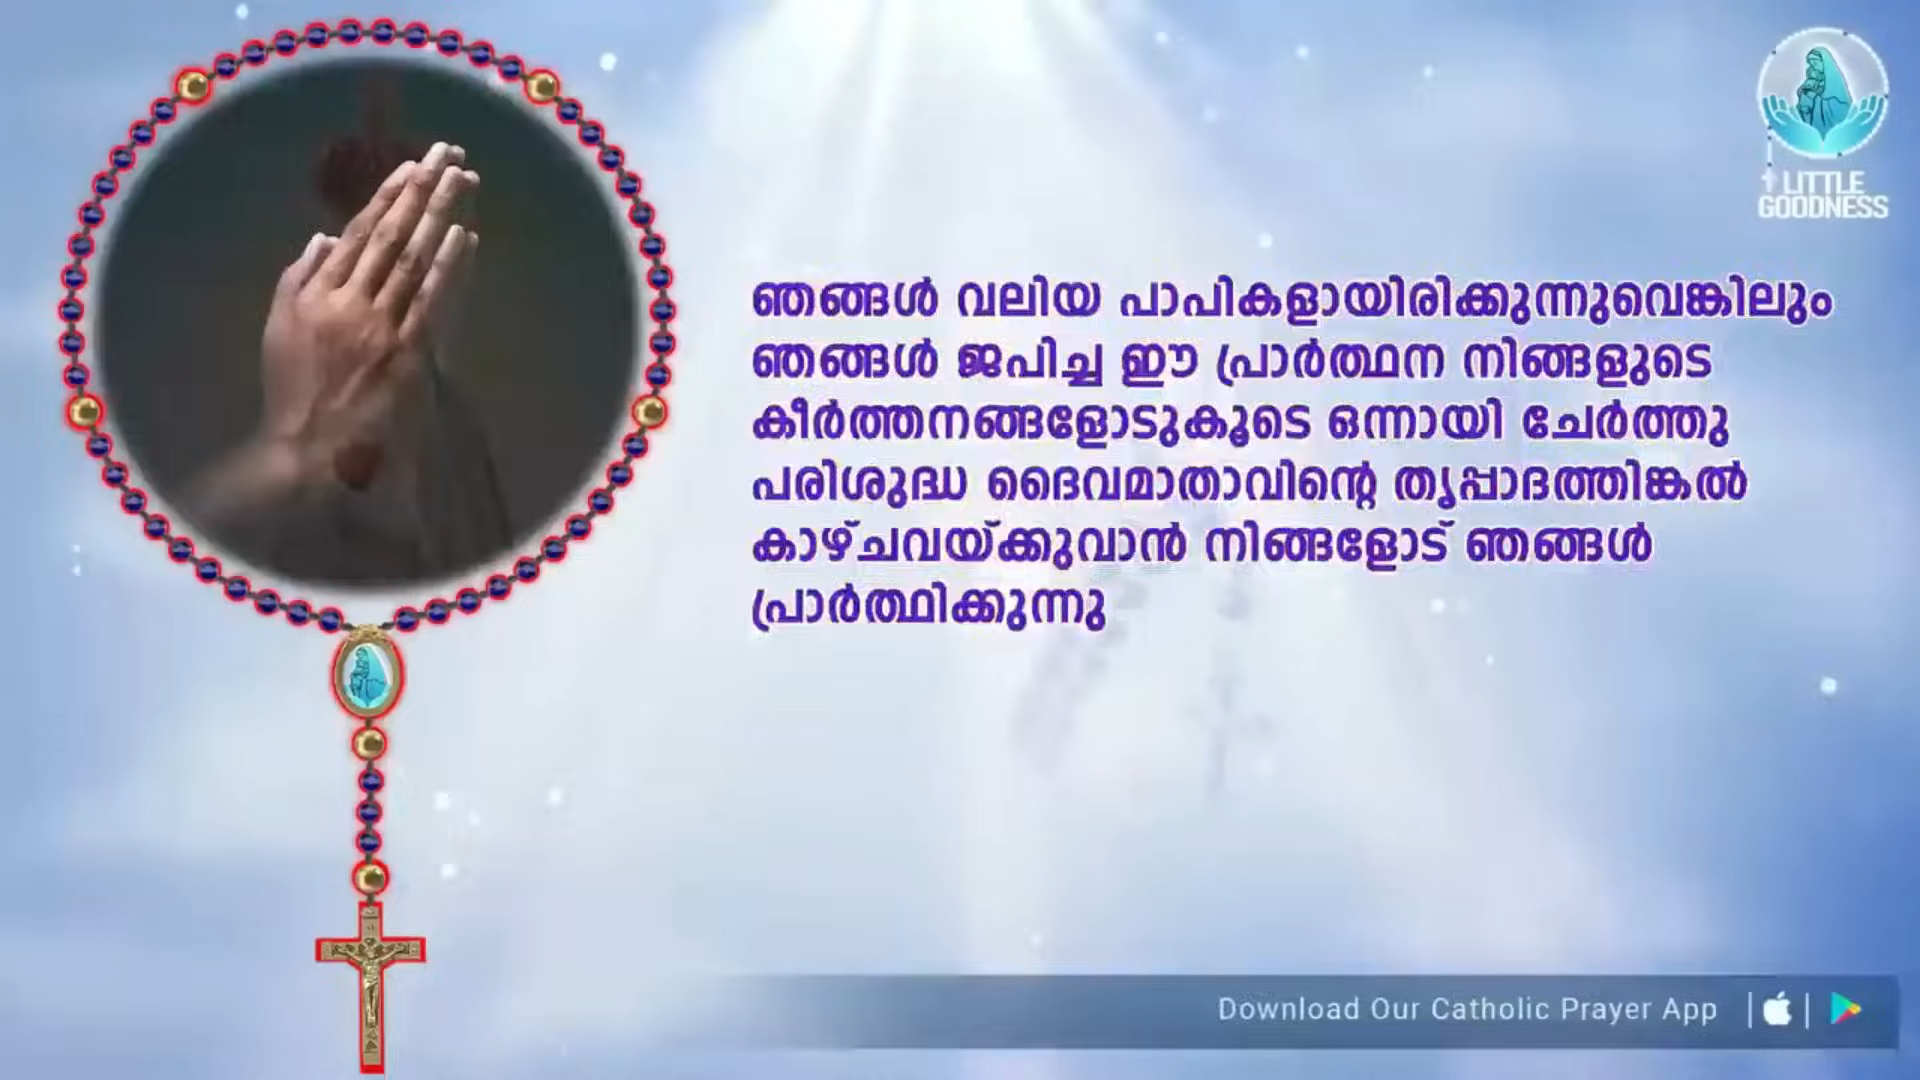 LITTLE
GOODNESS
ഞങ്ങൾ വലിയ പാപികളായിരിക്കുന്നുവെങ്കിലും
ഞങ്ങൾ ജപിച്ച ഈ പ്രാർത്ഥന നിങ്ങളുടെ
കീർത്തനങ്ങളോടുകൂടെ ഒന്നായി ചേർത്തു
പരിശുദ്ധ ദൈവമാതാവിന്റെ തൃപ്പാദത്തിങ്കൽ
കാഴ്ചവയ്ക്കുവാൻ നിങ്ങളോട് ഞങ്ങൾ
പ്രാർത്ഥിക്കുന്നു
Download Our Catholic Prayer App